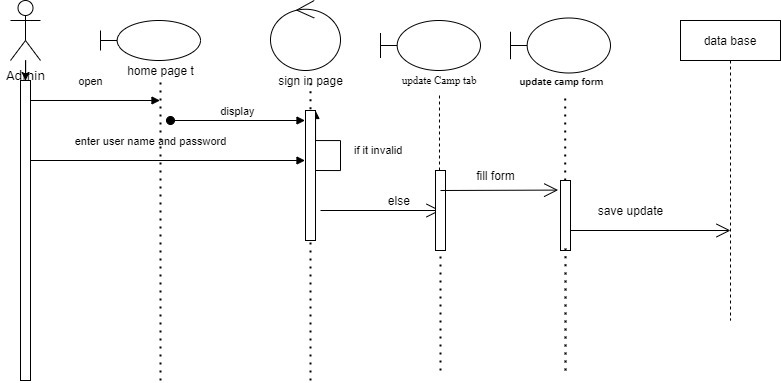 Admin
home page t
sign in page
update Camp tab
update camp form
data base
open
display
enter user name and password
if it invalid
else
fill form
save update